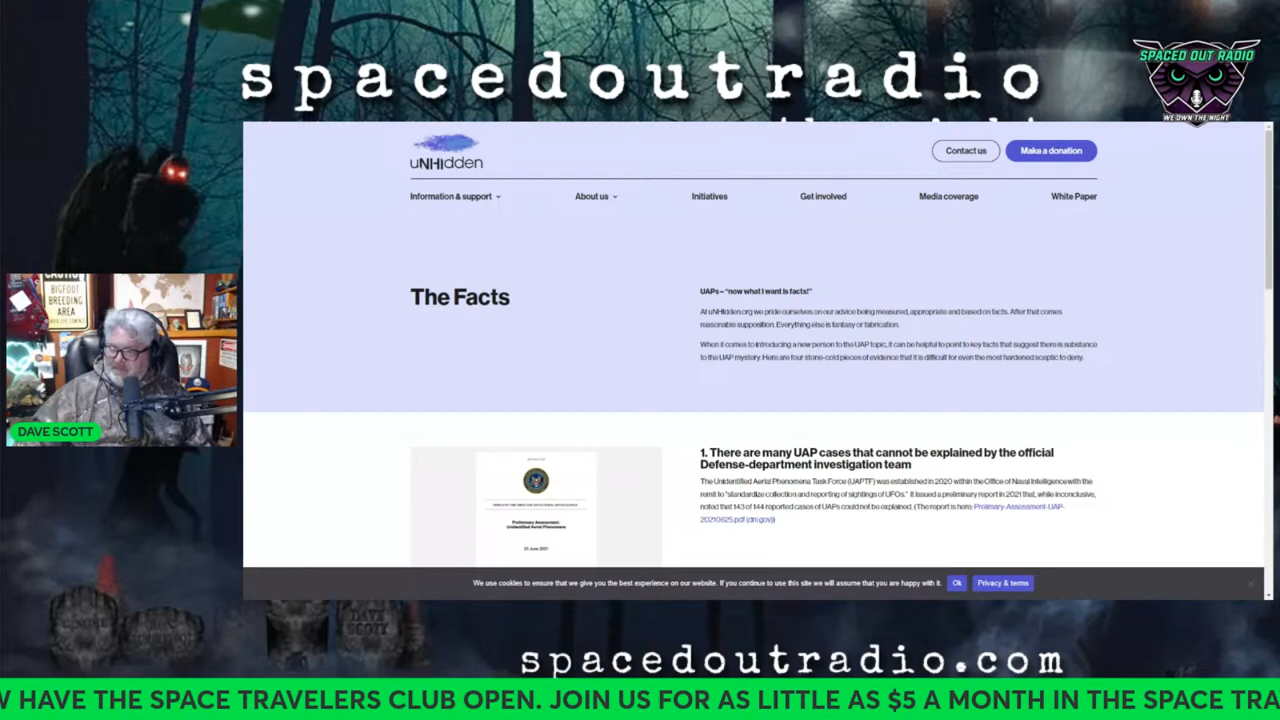 spacedoutradio
SPACED OUT RADIO
WE OWN THE NIGHT
uNHIdden
Contact us
Make a donation
Information & support
About us
Initiatives
Get involved
Media coverage
White Paper
The Facts
UAPs – "now what I want is facts!"
At uNHIdden.org we pride ourselves on our advice being measured, appropriate and based on facts. After that comes
reasonable supposition. Everything else is fantasy or fabrication.
When it comes to introducing a new person to the UAP topic, it can be helpful to point to key facts that suggest there is substance
to the UAP mystery. Here are four stone-cold pieces of evidence that it is difficult for even the most hardened sceptic to deny.
CAUTION
BIGFOOT
BREEDING
AREA
DAVE SCOTT
1. There are many UAP cases that cannot be explained by the official
Defense-department investigation team
The Unidentified Aerial Phenomena Task Force (UAPTF) was established in 2020 within the Office of Naval Intelligence with the
remit to "standardize collection and reporting of sightings of UFOs." It issued a preliminary report in 2021 that, while inconclusive,
noted that 143 of 144 reported cases of UAPs could not be explained. (The report is here: Prelimary-Assessment-UAP-
20210625.pdf (dni.gov))
OFFICE OF THE DIRECTOR OF NATIONAL INTELLIGENCE
Preliminary Assessment:
Unidentified Aerial Phenomena
25 June 2021
We use cookies to ensure that we give you the best experience on our website. If you continue to use this site we will assume that you are happy with it.
Ok
Privacy & terms
DAVE
SCOTT
spacedoutradio.com
W HAVE THE SPACE TRAVELERS CLUB OPEN. JOIN US FOR AS LITTLE AS $5 A MONTH IN THE SPACE TRA